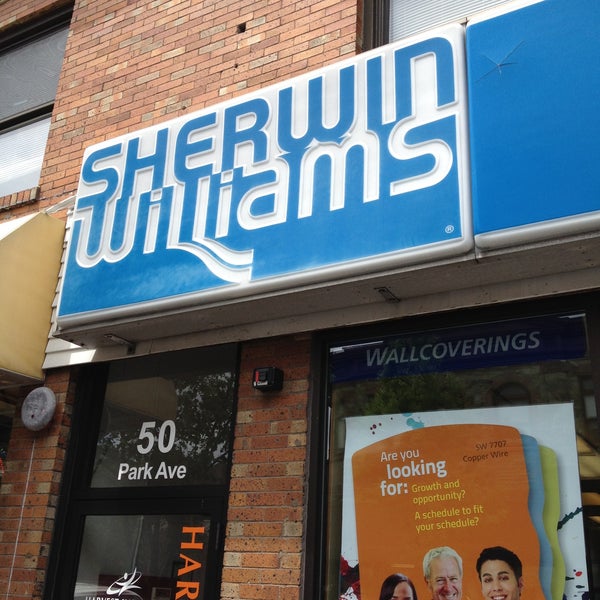 SHERWIN
WILLIAMS
®
WALLCOVERINGS
50
Park Ave
SW 7707
Copper Wire
Are you
looking
for: Growth and
opportunity?
A schedule to fit
your schedule?
HAR
HARVEST